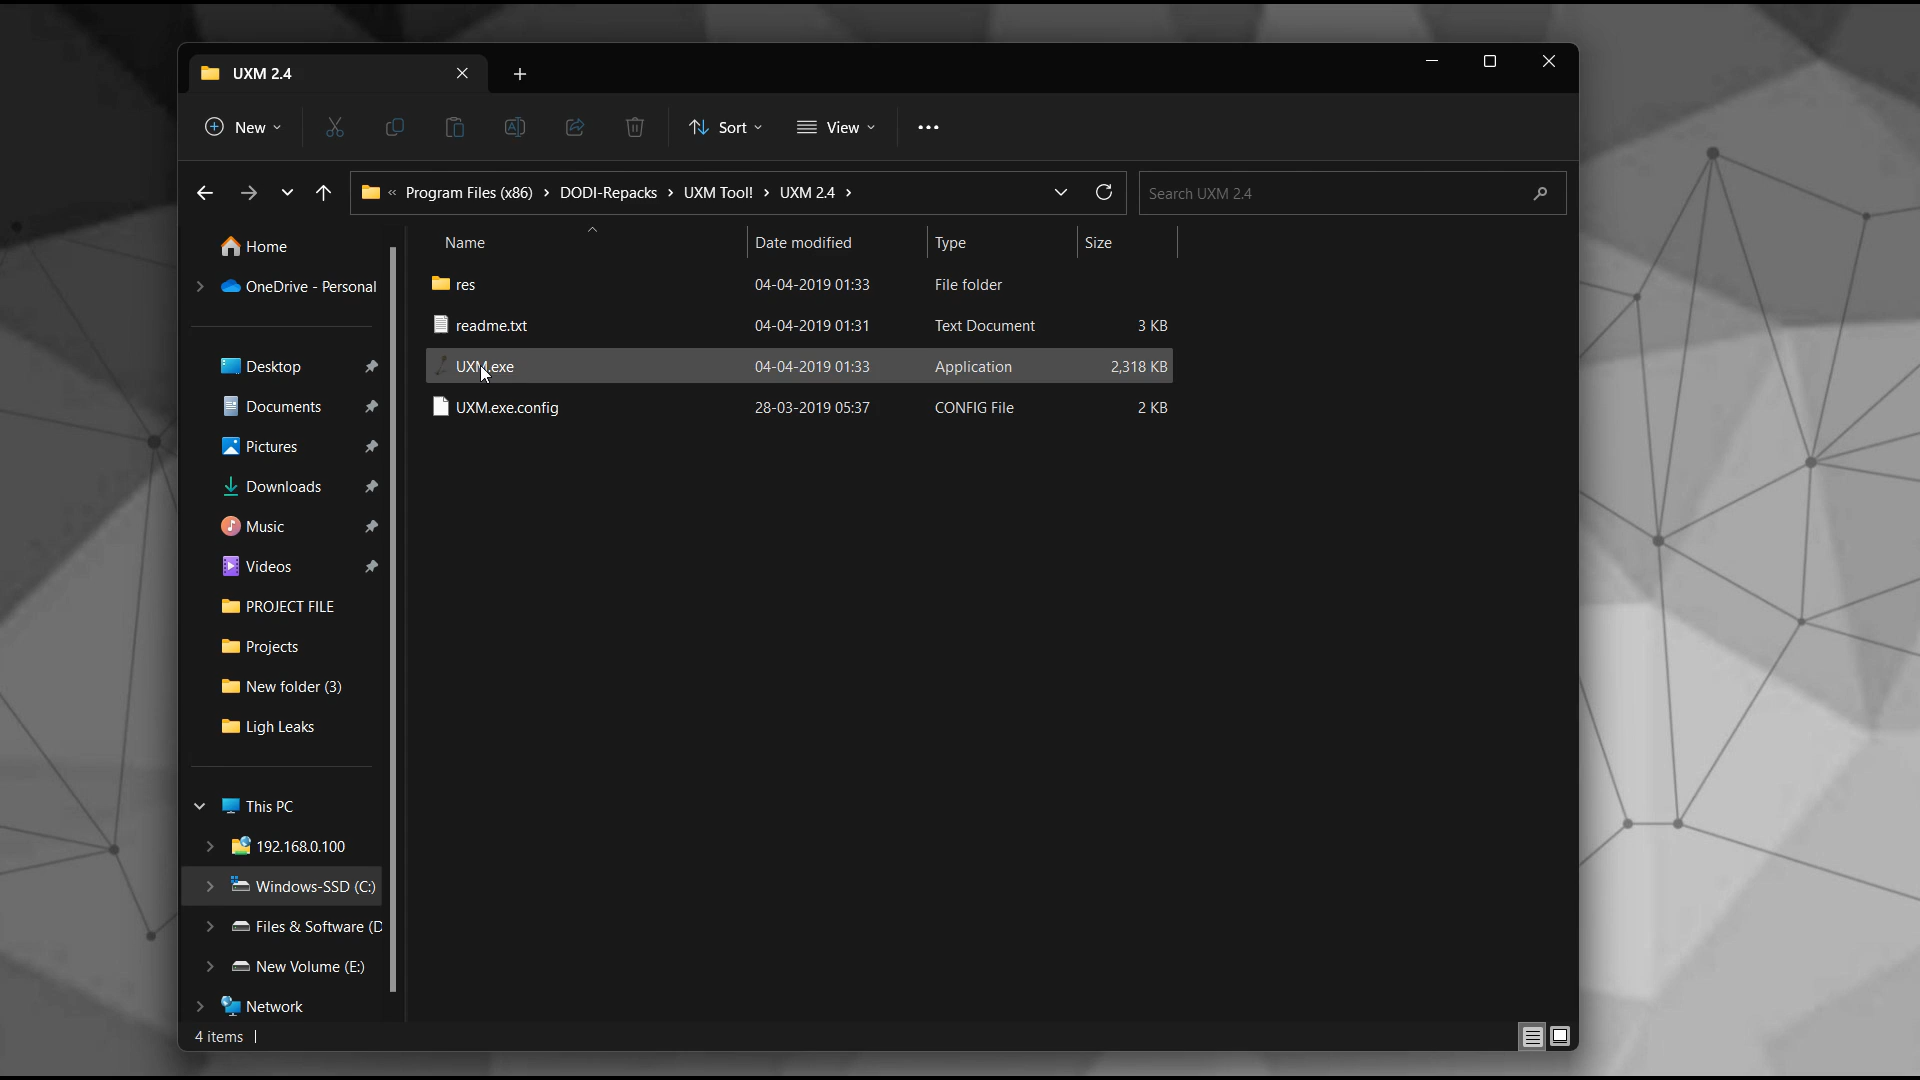 UXM 2.4
New
Sort
View
« Program Files (x86) › DODI-Repacks › UXM Tool! › UXM 2.4 ›
Search UXM 2.4
Name Date modified Type Size
res 04-04-2019 01:33 File folder
readme.txt 04-04-2019 01:31 Text Document 3 KB
UXM.exe 04-04-2019 01:33 Application 2,318 KB
UXM.exe.config 28-03-2019 05:37 CONFIG File 2 KB
Home
OneDrive - Personal
Desktop
Documents
Pictures
Downloads
Music
Videos
PROJECT FILE
Projects
New folder (3)
Ligh Leaks
This PC
192.168.0.100
Windows-SSD (C:)
Files & Software (D
New Volume (E:)
Network
4 items